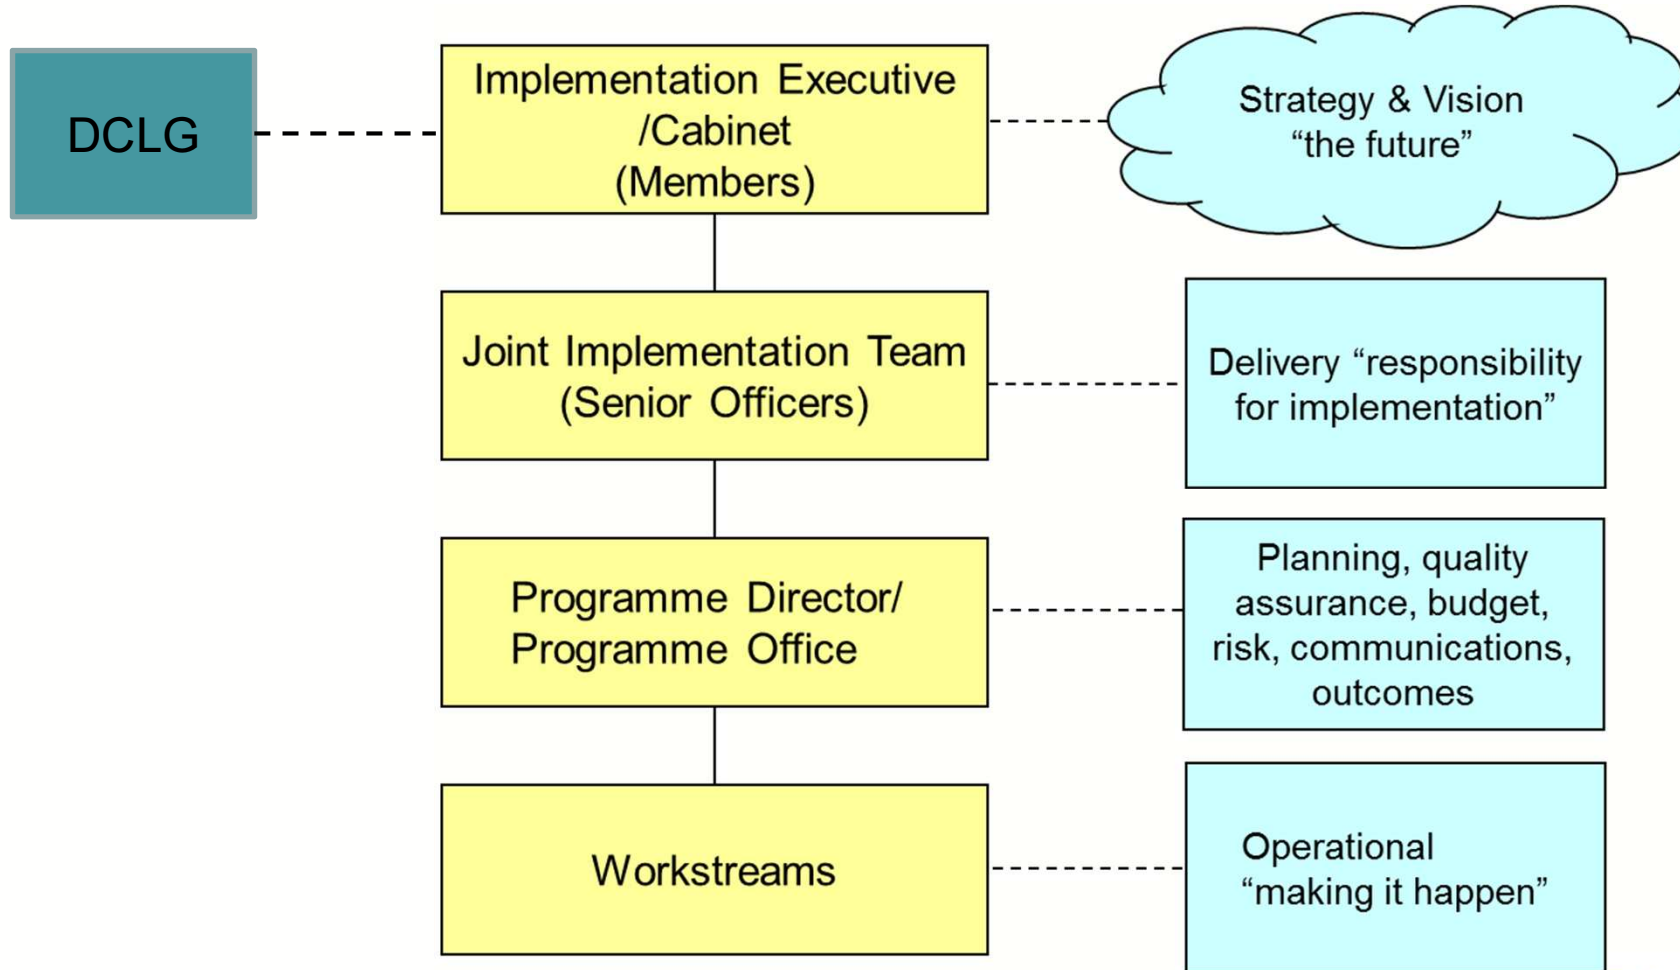 DCLG
Implementation Executive
/Cabinet
(Members)
Strategy & Vision
“the future”
Joint Implementation Team
(Senior Officers)
Delivery “responsibility
for implementation”
Programme Director/
Programme Office
Planning, quality
assurance, budget,
risk, communications,
outcomes
Workstreams
Operational
“making it happen”